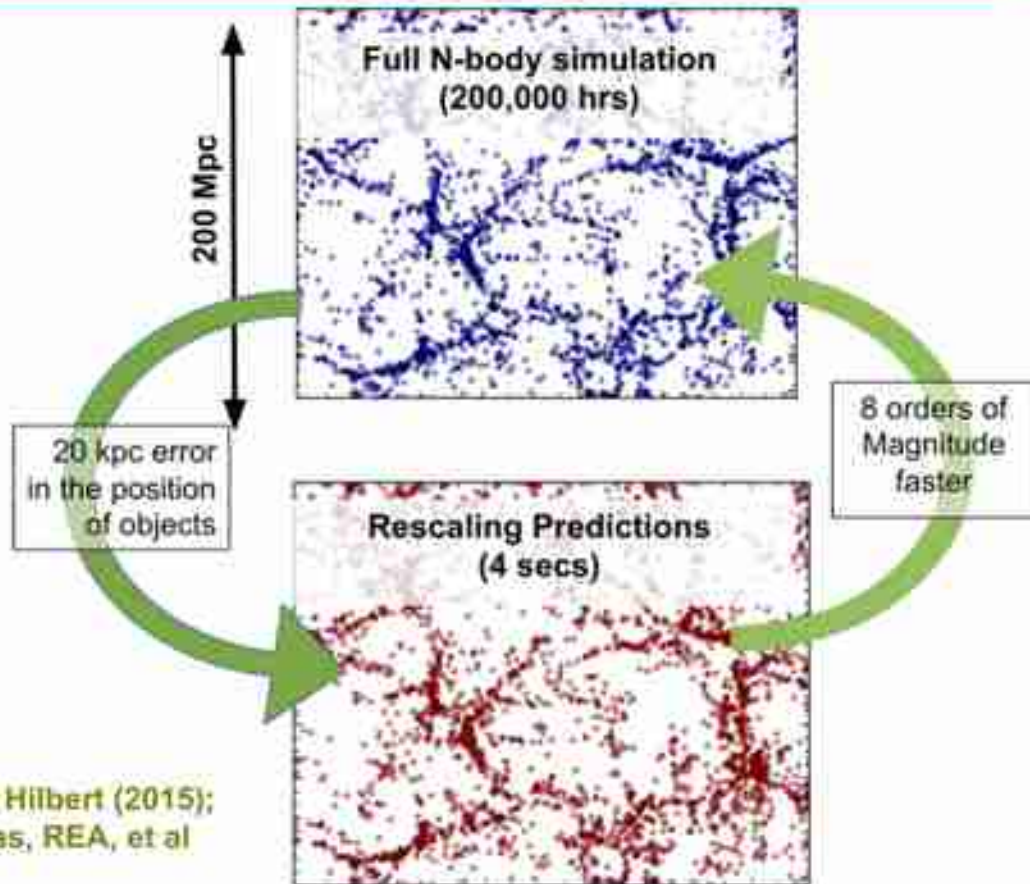 Full N-body simulation
(200,000 hrs)
200 Mpc
20 kpc error
in the position
of objects
8 orders of
Magnitude
faster
Rescaling Predictions
(4 secs)
Hilbert (2015);
REA, et al